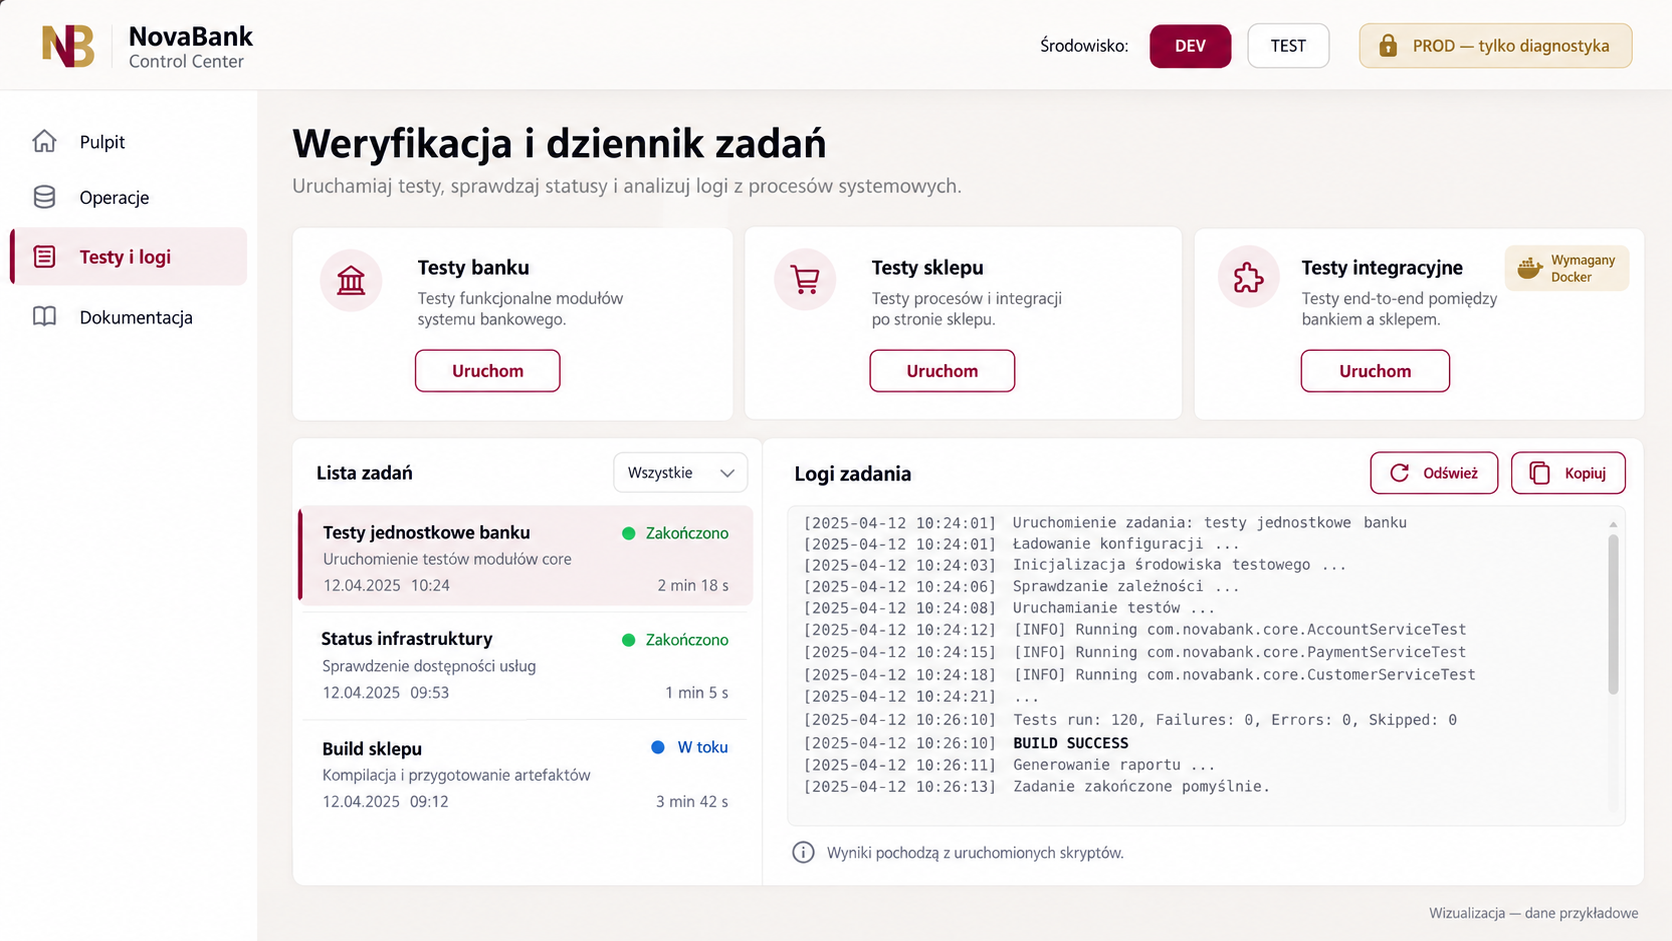 NB
NovaBank
Control Center
Środowisko:
DEV
TEST
PROD — tylko diagnostyka
Pulpit
Operacje
Testy i logi
Dokumentacja
Weryfikacja i dziennik zadań
Uruchamiaj testy, sprawdzaj statusy i analizuj logi z procesów systemowych.
Testy banku
Testy funkcjonalne modułów
systemu bankowego.
Uruchom
Testy sklepu
Testy procesów i integracji
po stronie sklepu.
Uruchom
Testy integracyjne
Wymagany
Docker
Testy end-to-end pomiędzy
bankiem a sklepem.
Uruchom
Lista zadań
Wszystkie
Testy jednostkowe banku
Zakończono
Uruchomienie testów modułów core
12.04.2025 10:24
2 min 18 s
Status infrastruktury
Zakończono
Sprawdzenie dostępności usług
12.04.2025 09:53
1 min 5 s
Build sklepu
W toku
Kompilacja i przygotowanie artefaktów
12.04.2025 09:12
3 min 42 s
Logi zadania
Odśwież
Kopiuj
[2025-04-12 10:24:01] Uruchomienie zadania: testy jednostkowe banku
[2025-04-12 10:24:01] Ładowanie konfiguracji ...
[2025-04-12 10:24:03] Inicjalizacja środowiska testowego ...
[2025-04-12 10:24:06] Sprawdzanie zależności ...
[2025-04-12 10:24:08] Uruchamianie testów ...
[2025-04-12 10:24:12] [INFO] Running com.novabank.core.AccountServiceTest
[2025-04-12 10:24:15] [INFO] Running com.novabank.core.PaymentServiceTest
[2025-04-12 10:24:18] [INFO] Running com.novabank.core.CustomerServiceTest
[2025-04-12 10:24:21] ...
[2025-04-12 10:26:10] Tests run: 120, Failures: 0, Errors: 0, Skipped: 0
[2025-04-12 10:26:10] BUILD SUCCESS
[2025-04-12 10:26:11] Generowanie raportu ...
[2025-04-12 10:26:13] Zadanie zakończone pomyślnie.
Wyniki pochodzą z uruchomionych skryptów.
Wizualizacja — dane przykładowe